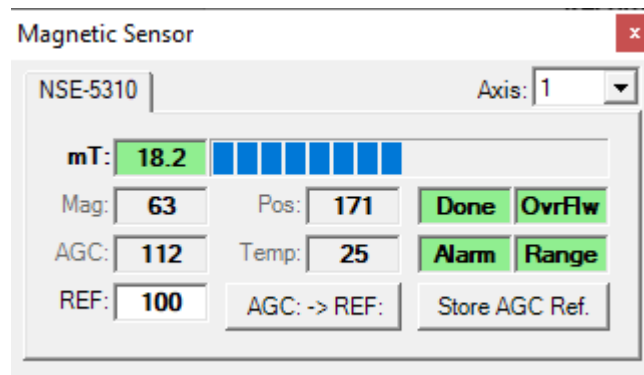 Magnetic Sensor x
NSE-5310 Axis: 1
mT: 18.2
Mag: 63 Pos: 171 Done OvrFlw
AGC: 112 Temp: 25 Alarm Range
REF: 100 AGC: -> REF: Store AGC Ref.